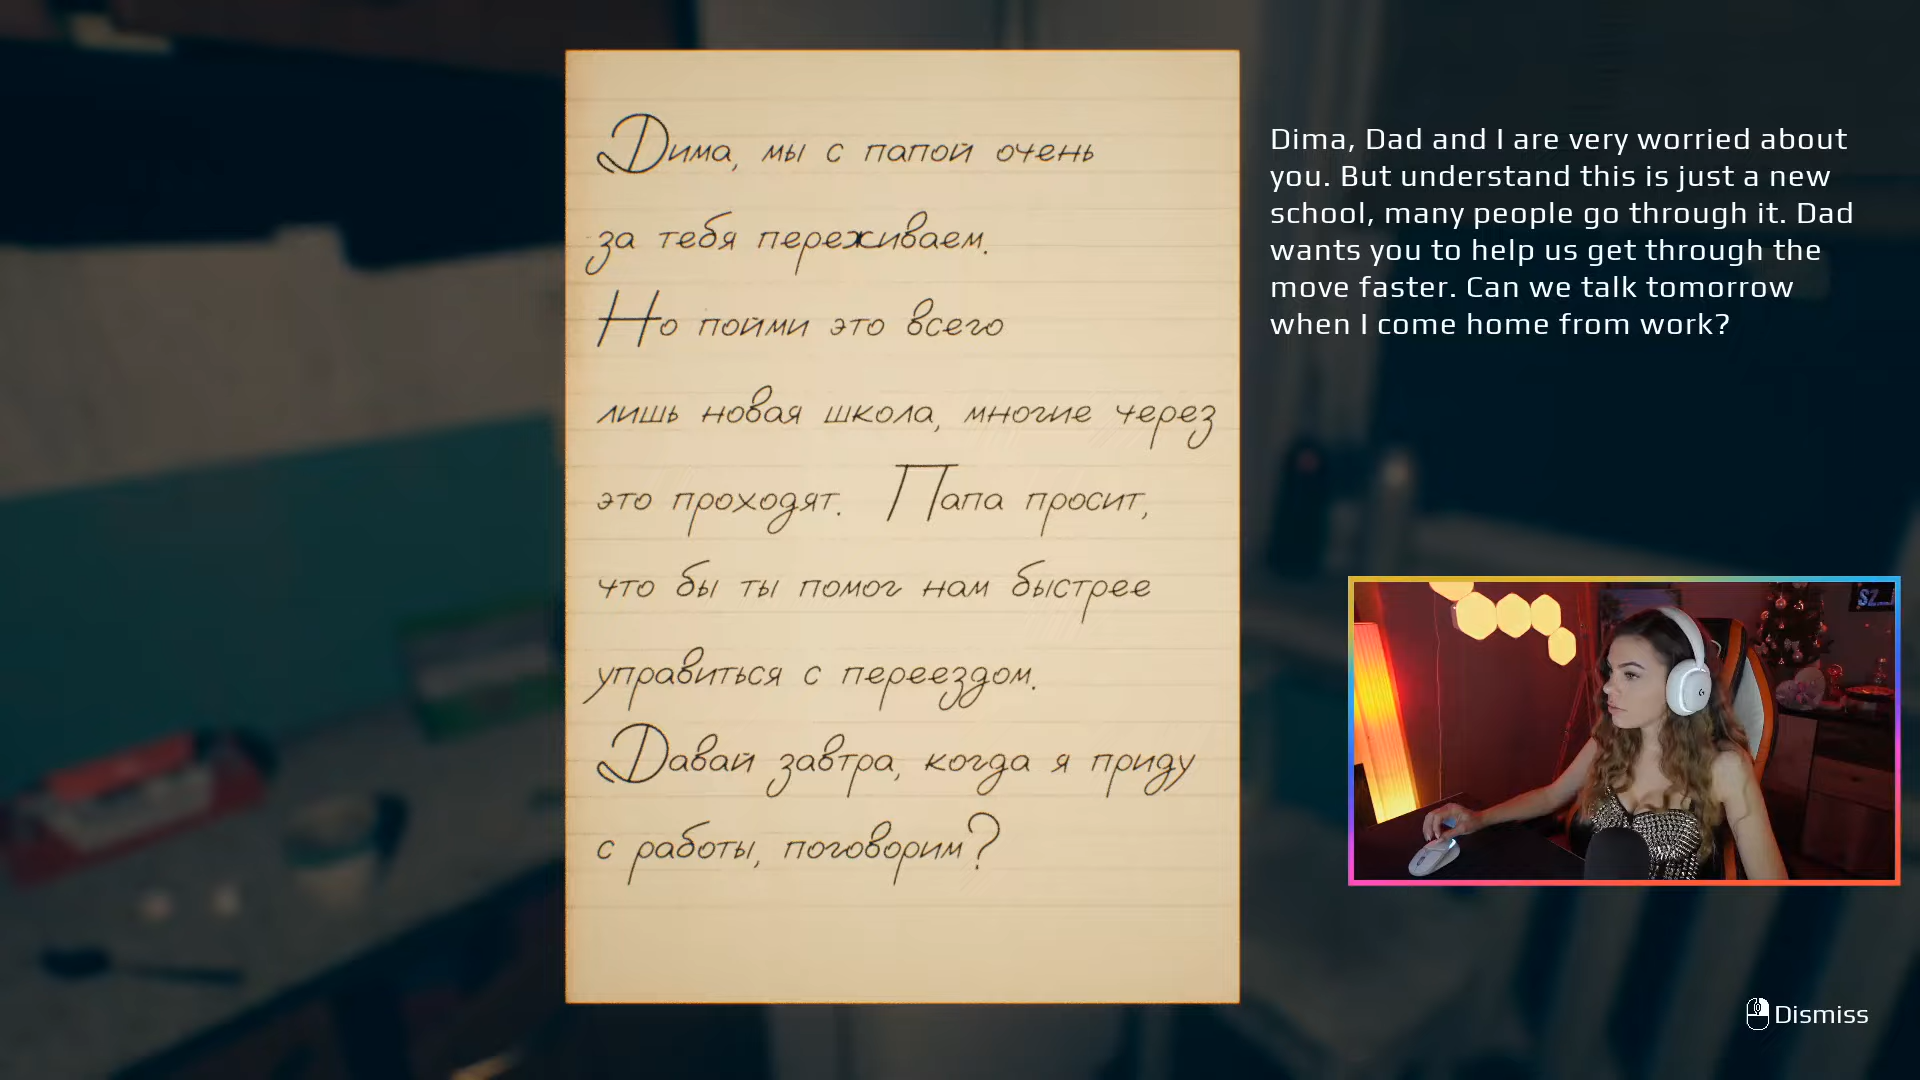 Дима, мы с папой очень
за тебя переживаем.
Но пойми это всего
лишь новая школа, многие через
это проходят. Папа просит,
что бы ты помог нам быстрее
управиться с переездом.
Давай завтра, когда я приду
с работы, поговорим?
Dima, Dad and I are very worried about
you. But understand this is just a new
school, many people go through it. Dad
wants you to help us get through the
move faster. Can we talk tomorrow
when I come home from work?
SZ
Dismiss